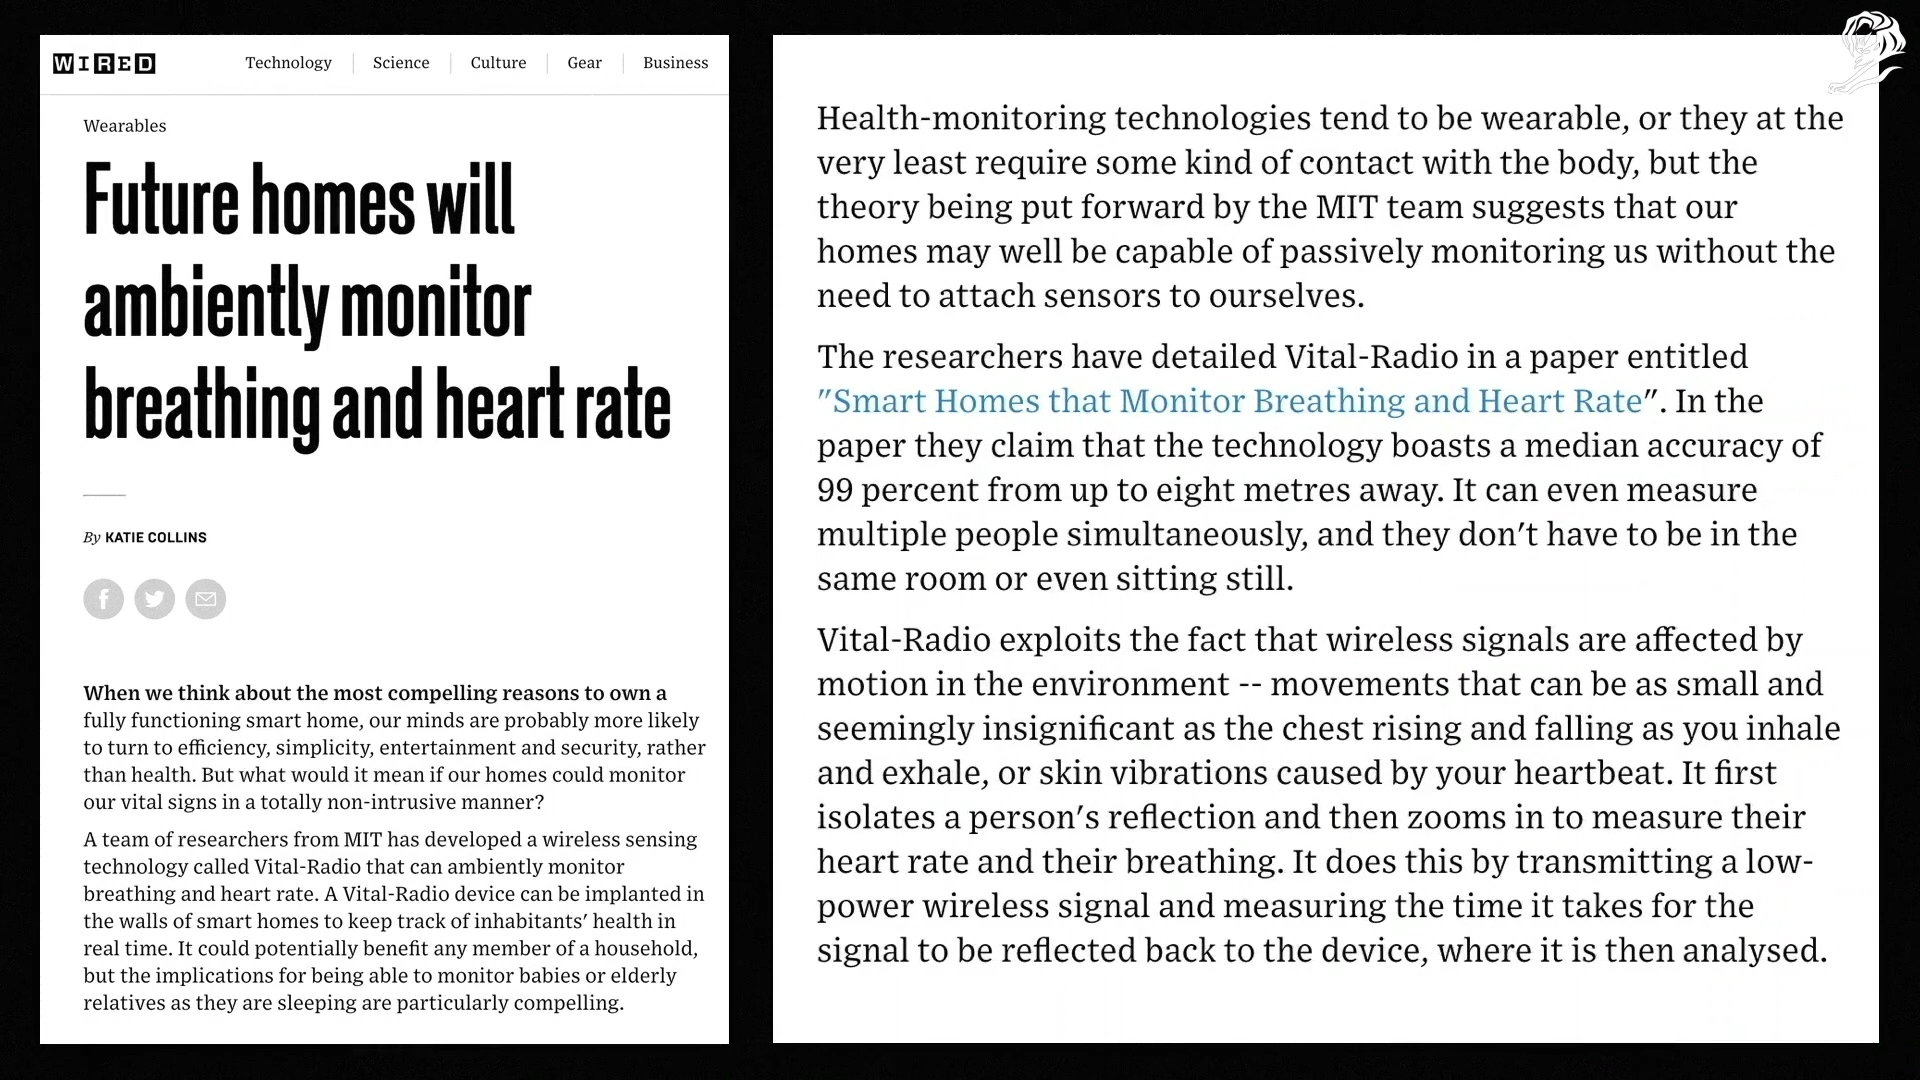 WIRED
Technology
Science
Culture
Gear
Business
Wearables
Future homes will
ambiently monitor
breathing and heart rate
By KATIE COLLINS
When we think about the most compelling reasons to own a
fully functioning smart home, our minds are probably more likely
to turn to efficiency, simplicity, entertainment and security, rather
than health. But what would it mean if our homes could monitor
our vital signs in a totally non-intrusive manner?
A team of researchers from MIT has developed a wireless sensing
technology called Vital-Radio that can ambiently monitor
breathing and heart rate. A Vital-Radio device can be implanted in
the walls of smart homes to keep track of inhabitants' health in
real time. It could potentially benefit any member of a household,
but the implications for being able to monitor babies or elderly
relatives as they are sleeping are particularly compelling.
Health-monitoring technologies tend to be wearable, or they at the
very least require some kind of contact with the body, but the
theory being put forward by the MIT team suggests that our
homes may well be capable of passively monitoring us without the
need to attach sensors to ourselves.
The researchers have detailed Vital-Radio in a paper entitled
"Smart Homes that Monitor Breathing and Heart Rate". In the
paper they claim that the technology boasts a median accuracy of
99 percent from up to eight metres away. It can even measure
multiple people simultaneously, and they don't have to be in the
same room or even sitting still.
Vital-Radio exploits the fact that wireless signals are affected by
motion in the environment -- movements that can be as small and
seemingly insignificant as the chest rising and falling as you inhale
and exhale, or skin vibrations caused by your heartbeat. It first
isolates a person's reflection and then zooms in to measure their
heart rate and their breathing. It does this by transmitting a low-
power wireless signal and measuring the time it takes for the
signal to be reflected back to the device, where it is then analysed.